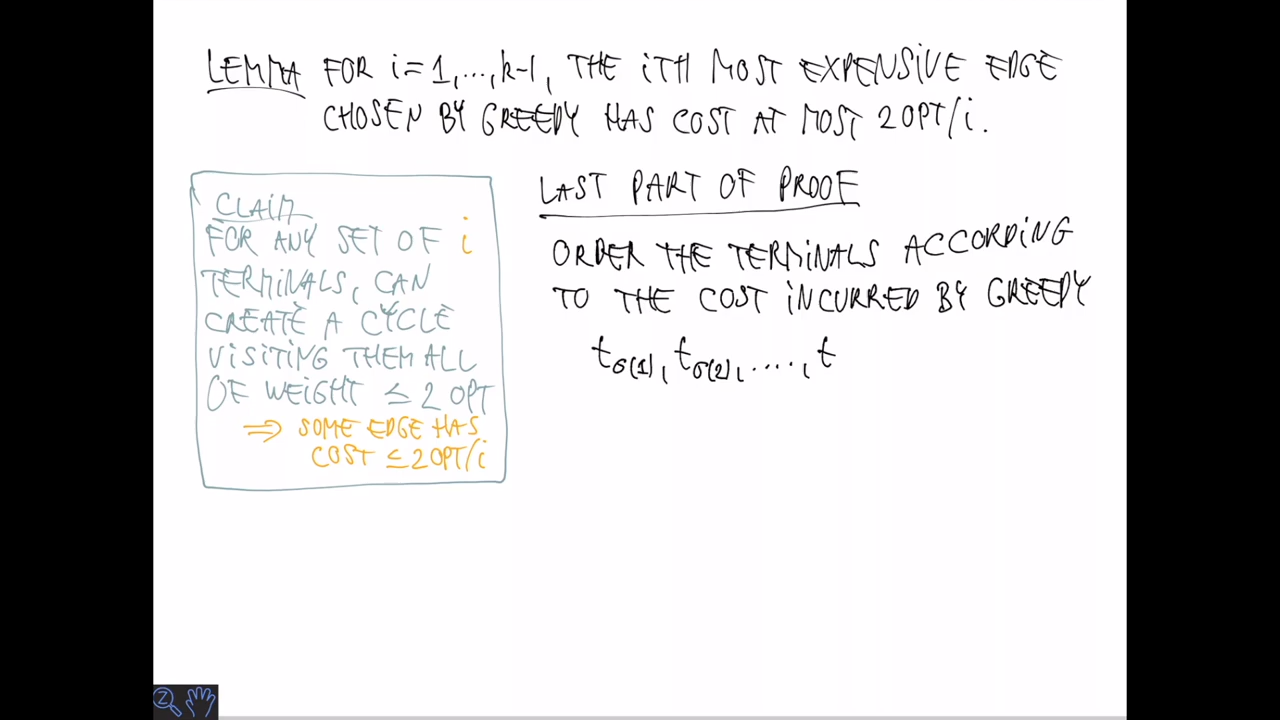 LEMMA FOR i=1,...,k-1, THE iTH MOST EXPENSIVE EDGE
CHOSEN BY GREEDY HAS COST AT MOST 2OPT/i.
CLAIM
FOR ANY SET OF i
TERMINALS, CAN
CREATE A CYCLE
VISITING THEM ALL
OF WEIGHT ≤ 2 OPT
⇒ SOME EDGE HAS
COST ≤ 2OPT/i
LAST PART OF PROOF
ORDER THE TERMINALS ACCORDING
TO THE COST INCURRED BY GREEDY
t_σ(1), t_σ(2), ....., t